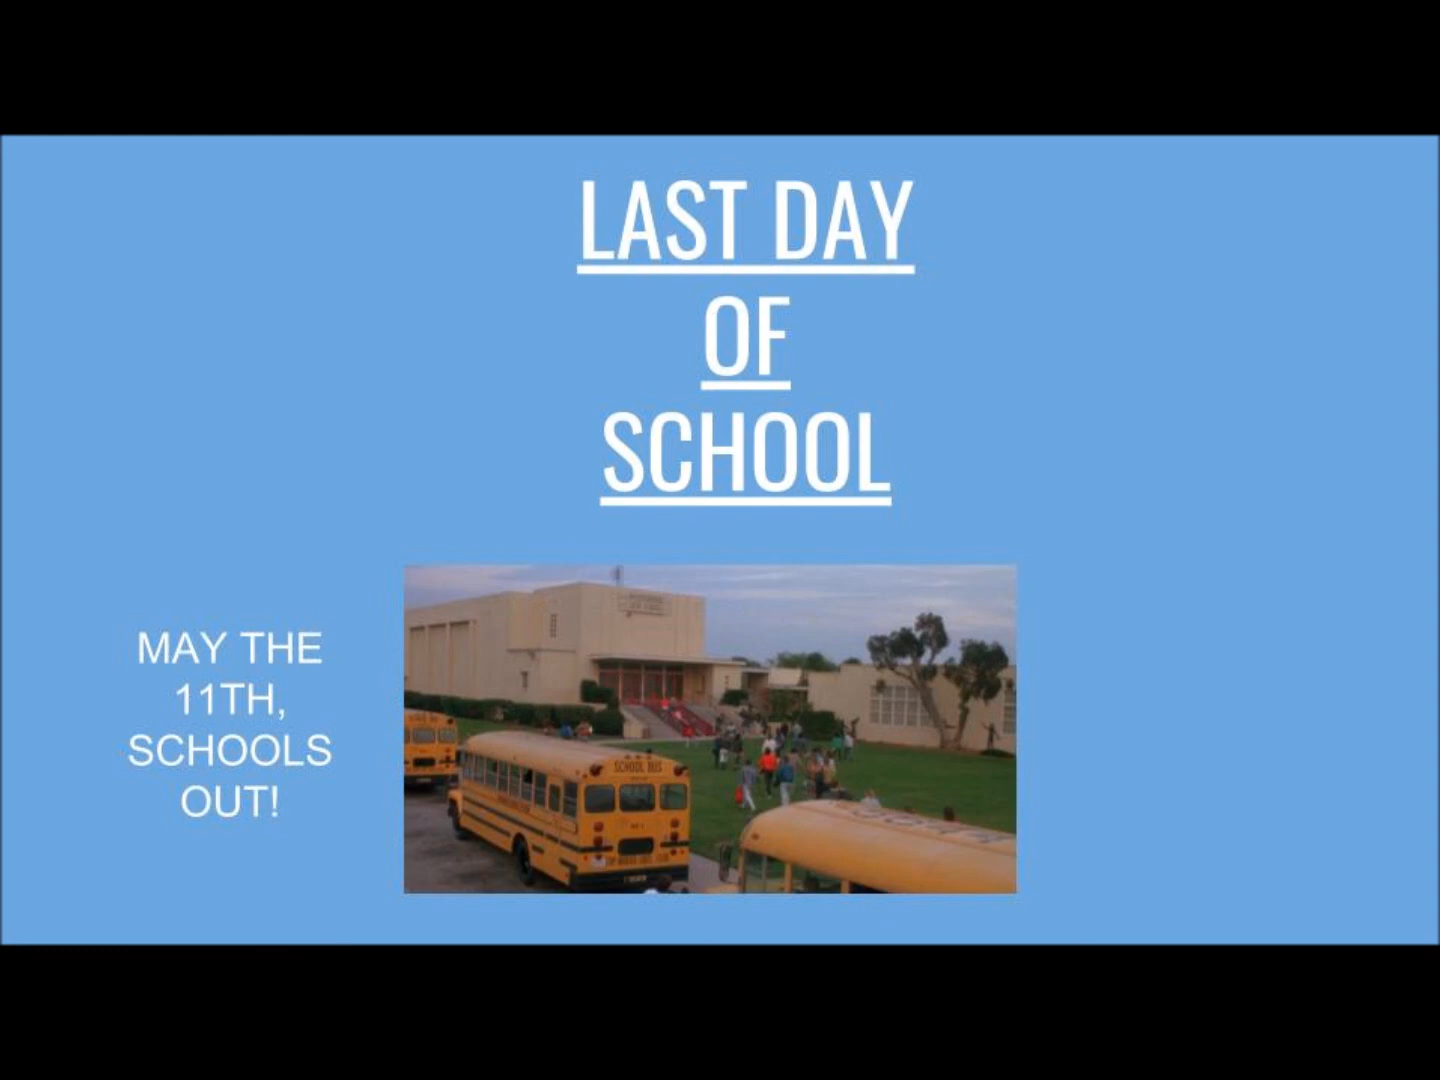 LAST DAY
OF
SCHOOL
MAY THE
11TH,
SCHOOLS
OUT!
SCHOOL BUS